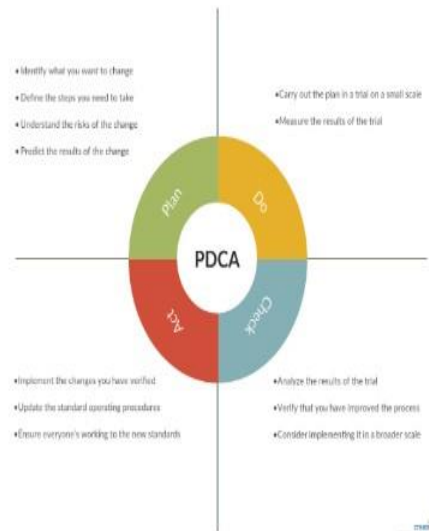 • Identify what you want to change
• Define the steps you need to take
• Understand the risks of the change
• Predict the results of the change
•Carry out the plan in a trial on a small scale
•Measure the results of the trial
Plan
Do
PDCA
Act
Check
•Implement the changes you have verified
•Update the standard operating procedures
•Ensure everyone's working to the new standards
•Analyze the results of the trial
•Verify that you have improved the process
•Consider implementing it in a broader scale